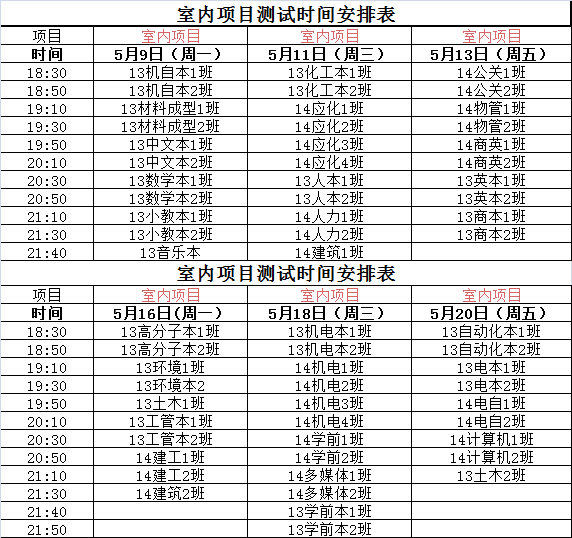 室内项目测试时间安排表
项目 室内项目 室内项目 室内项目
时间 5月9日（周一） 5月11日（周三） 5月13日（周五）
18:30 13机自本1班 13化工本1班 14公关1班
18:50 13机自本2班 13化工本2班 14公关2班
19:10 13材料成型1班 14应化1班 14物管1班
19:30 13材料成型2班 14应化2班 14物管2班
19:50 13中文本1班 14应化3班 14商英1班
20:10 13中文本2班 14应化4班 14商英2班
20:30 13数学本1班 13人本1班 13英本1班
20:50 13数学本2班 13人本2班 13英本2班
21:10 13小教本1班 14人力1班 13商本1班
21:30 13小教本2班 14人力2班 13商本2班
21:40 13音乐本 14建筑1班
室内项目测试时间安排表
项目 室内项目 室内项目 室内项目
时间 5月16日(周一） 5月18日（周三） 5月20日（周五）
18:30 13高分子本1班 13机电本1班 13自动化本1班
18:50 13高分子本2班 13机电本2班 13自动化本2班
19:10 13环境1班 14机电1班 13电本1班
19:30 13环境本2 14机电2班 13电本2班
19:50 13土木1班 14机电3班 14电自1班
20:10 13工管本1班 14机电4班 14电自2班
20:30 13工管本2班 14学前1班 14计算机1班
20:50 14建工1班 14学前2班 14计算机2班
21:10 14建工2班 14多媒体1班 13土木2班
21:30 14建筑2班 14多媒体2班
21:40 13学前本1班
21:50 13学前本2班